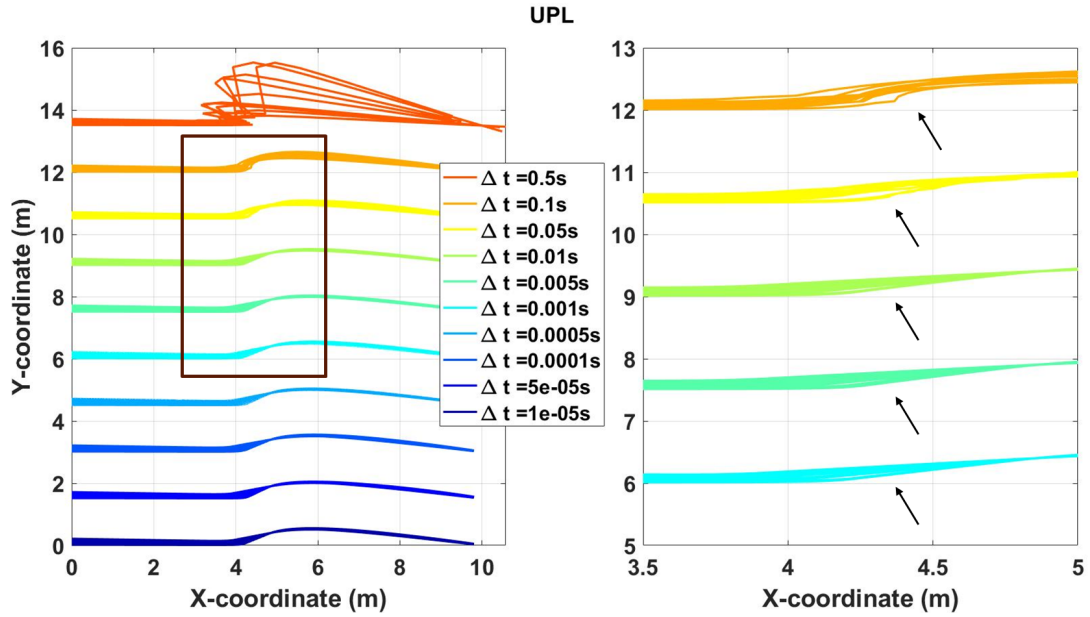 UPL
16
14
12
10
8
6
4
2
0
Y-coordinate (m)
0 2 4 6 8 10
X-coordinate (m)
Δ t =0.5s
Δ t =0.1s
Δ t =0.05s
Δ t =0.01s
Δ t =0.005s
Δ t =0.001s
Δ t =0.0005s
Δ t =0.0001s
Δ t =5e-05s
Δ t =1e-05s
13
12
11
10
9
8
7
6
5
3.5 4 4.5 5
X-coordinate (m)